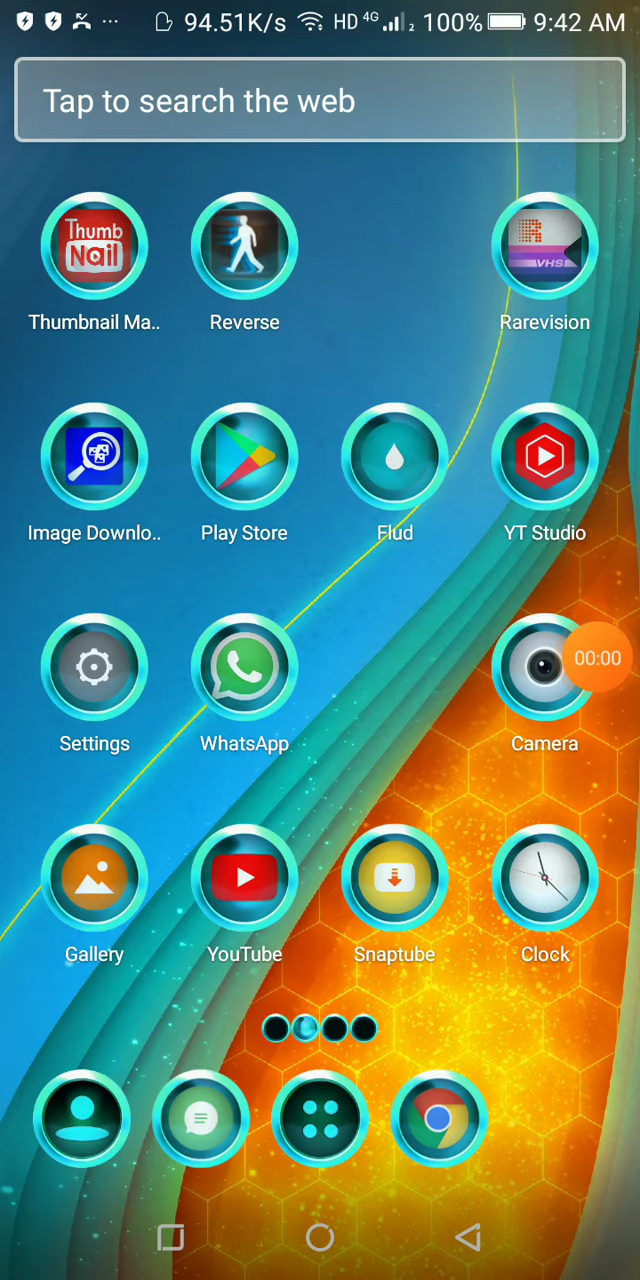 94.51K/s HD 4G 2 100% 9:42 AM
Tap to search the web
Thumb
Nail
R
VHS
Thumbnail Ma.. Reverse Rarevision
Image Downlo.. Play Store Flud YT Studio
00:00
Settings WhatsApp Camera
Gallery YouTube Snaptube Clock